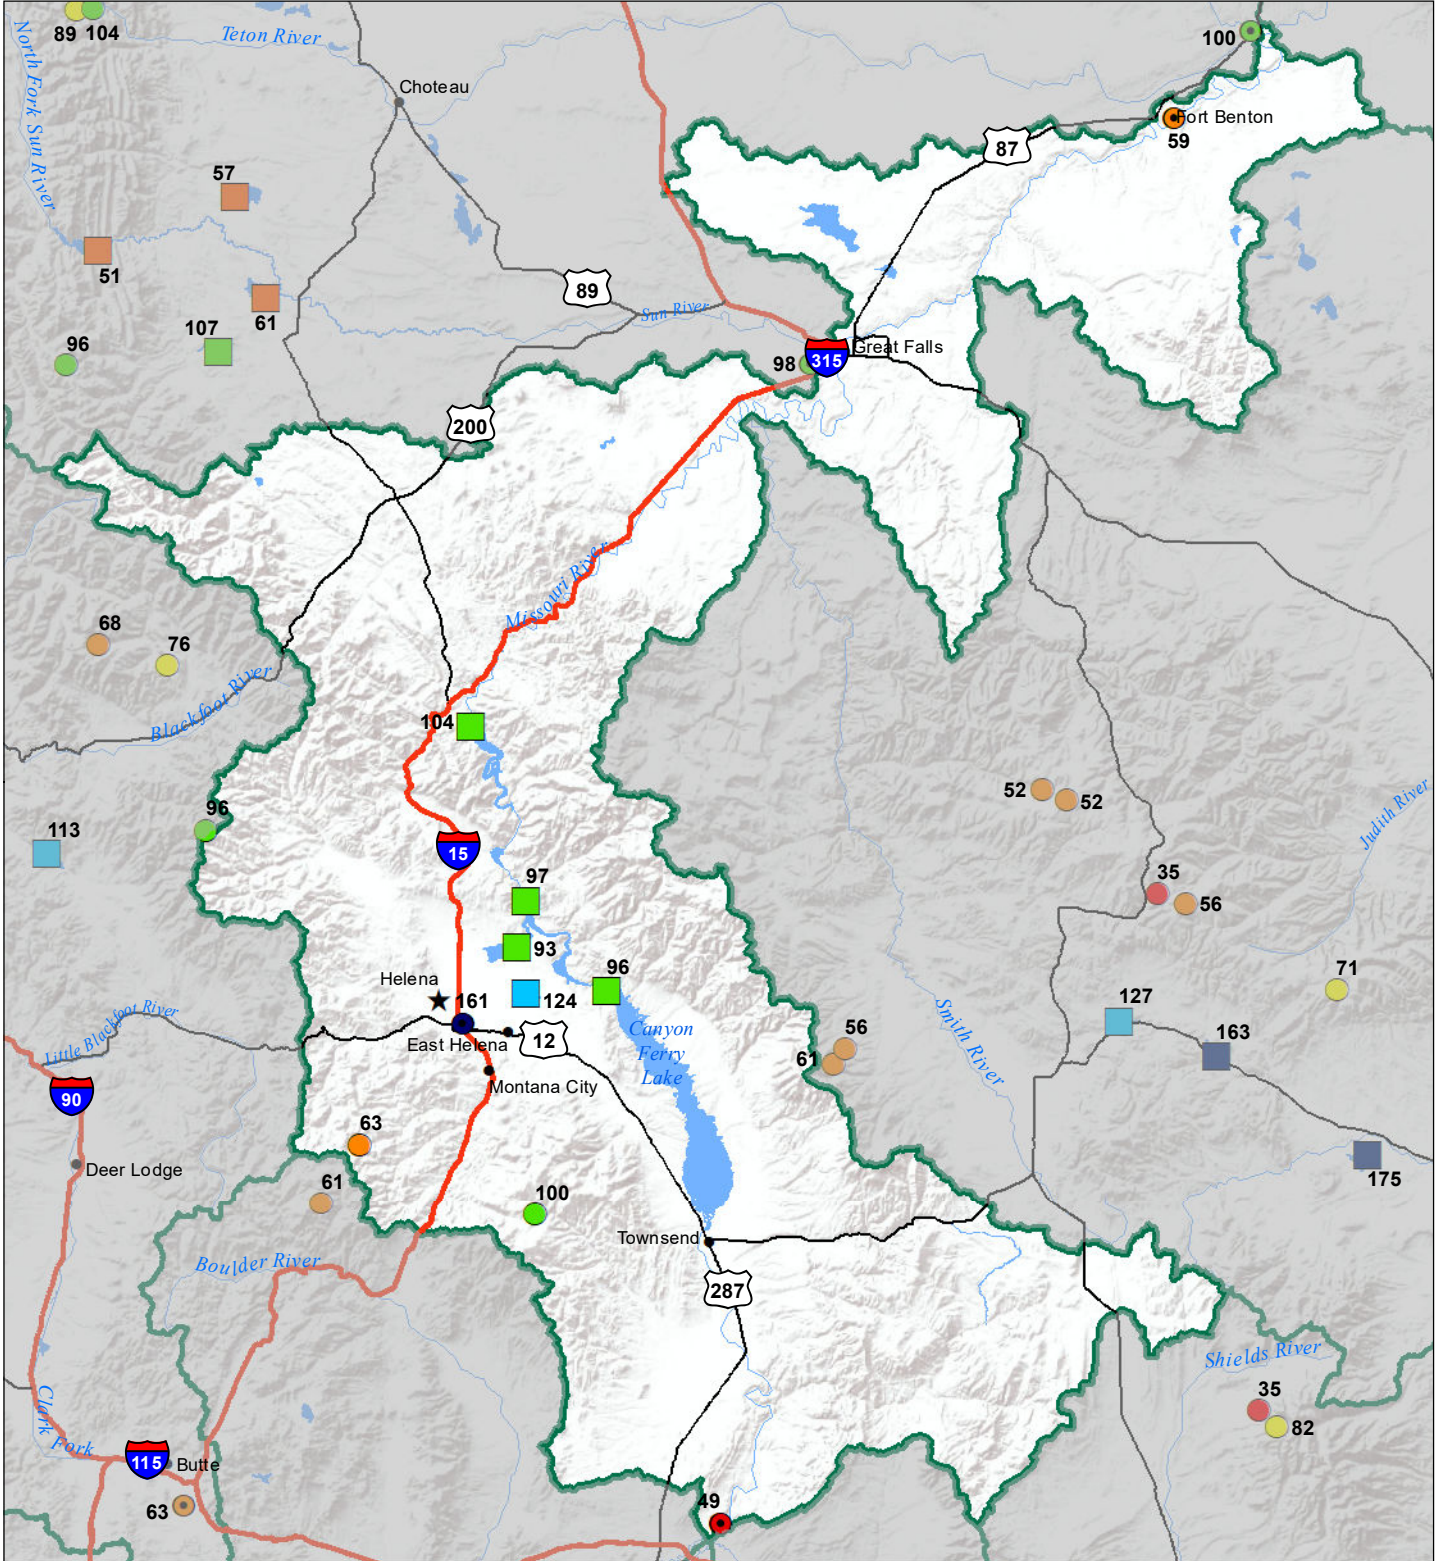 89 104
Teton River
100
North Fork Sun River
Choteau
Fort Benton
59
87
57
51
89
61
Sun River
107
96
98
315
Great Falls
200
Missouri River
68
76
Blackfoot River
104
52
52
Judith River
96
113
15
35
56
97
93
96
71
Helena
161
124
127
Little Blackfoot River
East Helena
12
Canyon
Ferry
Lake
Smith River
56
61
163
90
Montana City
63
Deer Lodge
61
100
175
Townsend
Boulder River
287
Shields River
35
82
Clark Fork
115
Butte
63
49